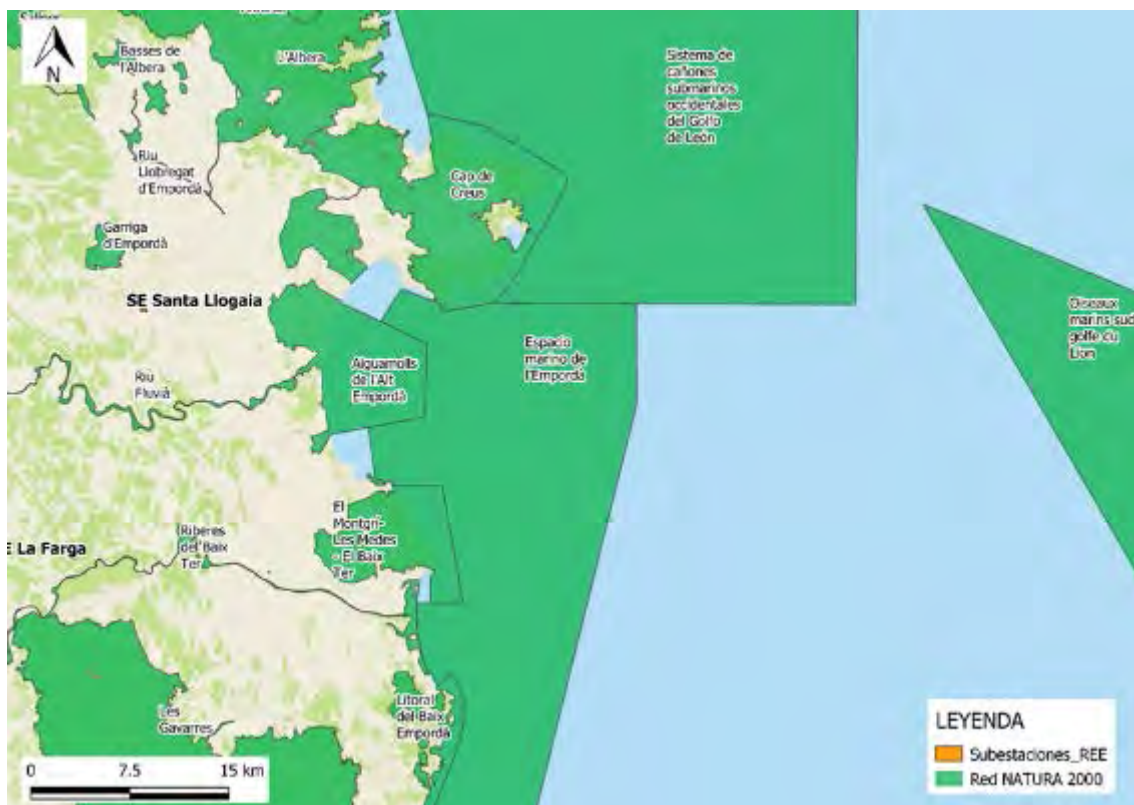 N
Basses de
l'Albera
L'Albera
Sistema de
cañones
submarinos
occidentales
del Golfo
de León
Riu
Llobregat
d'Empordà
Cap de
Creus
Garriga
d'Empordà
SE Santa Llogaia
Oiseaux
marins sud
golfe du
Lion
Espacio
marino de
l'Empordà
Aiguamolls
de l'Alt
Empordà
Riu
Fluvià
El
Montgrí-
Les Medes
- El Baix
Ter
Riberes
del Baix
Ter
E La Farga
Litoral
del Baix
Empordà
Les
Gavarres
LEYENDA
Subestaciones_REE
Red NATURA 2000
0 7.5 15 km